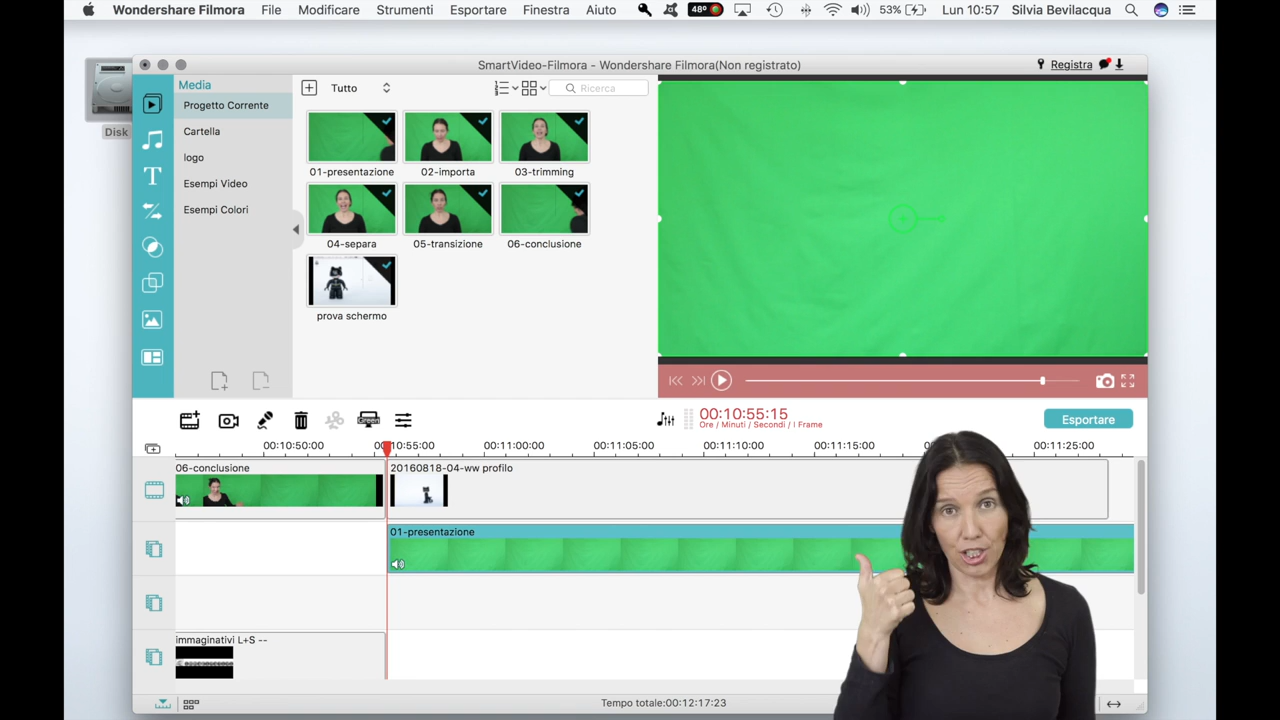 Wondershare Filmora File Modificare Strumenti Esportare Finestra Aiuto 48° 53% Lun 10:57 Silvia Bevilacqua
SmartVideo-Filmora - Wondershare Filmora(Non registrato) Registra
Disk
Media
Progetto Corrente
Cartella
logo
Esempi Video
Esempi Colori
Tutto Ricerca
01-presentazione 02-importa 03-trimming
04-separa 05-transizione 06-conclusione
prova schermo
Green
00:10:55:15
Ore / Minuti / Secondi / I Frame
Esportare
00:10:50:00 00:10:55:00 00:11:00:00 00:11:05:00 00:11:10:00 00:11:15:00 00:11:25:00
06-conclusione 20160818-04-ww profilo
01-presentazione
immaginativi L+S --
Tempo totale:00:12:17:23